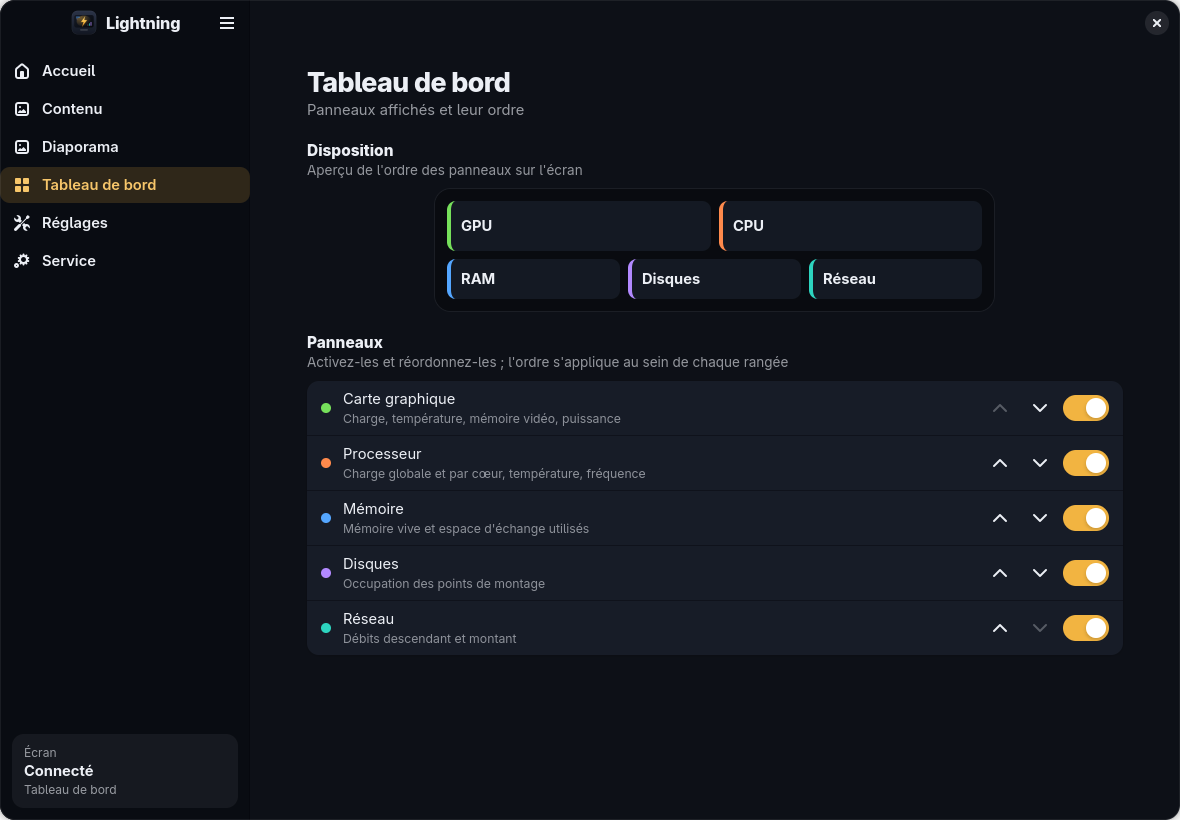 Lightning
Accueil
Contenu
Diaporama
Tableau de bord
Réglages
Service
Écran
Connecté
Tableau de bord
Tableau de bord
Panneaux affichés et leur ordre
Disposition
Aperçu de l'ordre des panneaux sur l'écran
GPU
CPU
RAM
Disques
Réseau
Panneaux
Activez-les et réordonnez-les ; l'ordre s'applique au sein de chaque rangée
Carte graphique
Charge, température, mémoire vidéo, puissance
Processeur
Charge globale et par cœur, température, fréquence
Mémoire
Mémoire vive et espace d'échange utilisés
Disques
Occupation des points de montage
Réseau
Débits descendant et montant